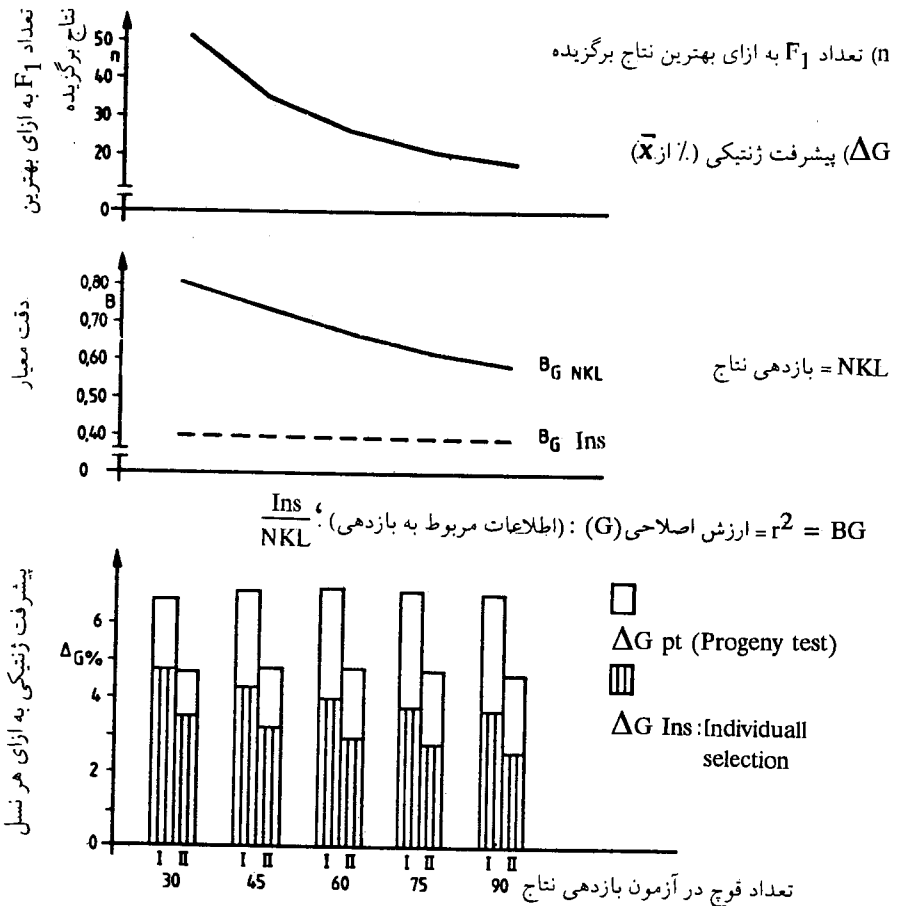 تعداد F1 به ازای بهترین
نتاج برگزیده
n
50
40
30
20
0
n) تعداد F1 به ازای بهترین نتاج برگزیده
ΔG) پیشرفت ژنتیکی (٪ از x̄)
دقت معیار
0,80
B
0,70
0,60
0,50
0,40
0
BG NKL
BG Ins
NKL = بازدهی نتاج
BG = r² = ارزش اصلاحی (G) : (اطلاعات مربوط به بازدهی) ؛ Ins/NKL
پیشرفت ژنتیکی به ازای هر نسل
ΔG%
6
4
2
0
ΔG pt (Progeny test)
ΔG Ins : Individuall
selection
I II I II I II I II I II
30 45 60 75 90
تعداد قوچ در آزمون بازدهی نتاج